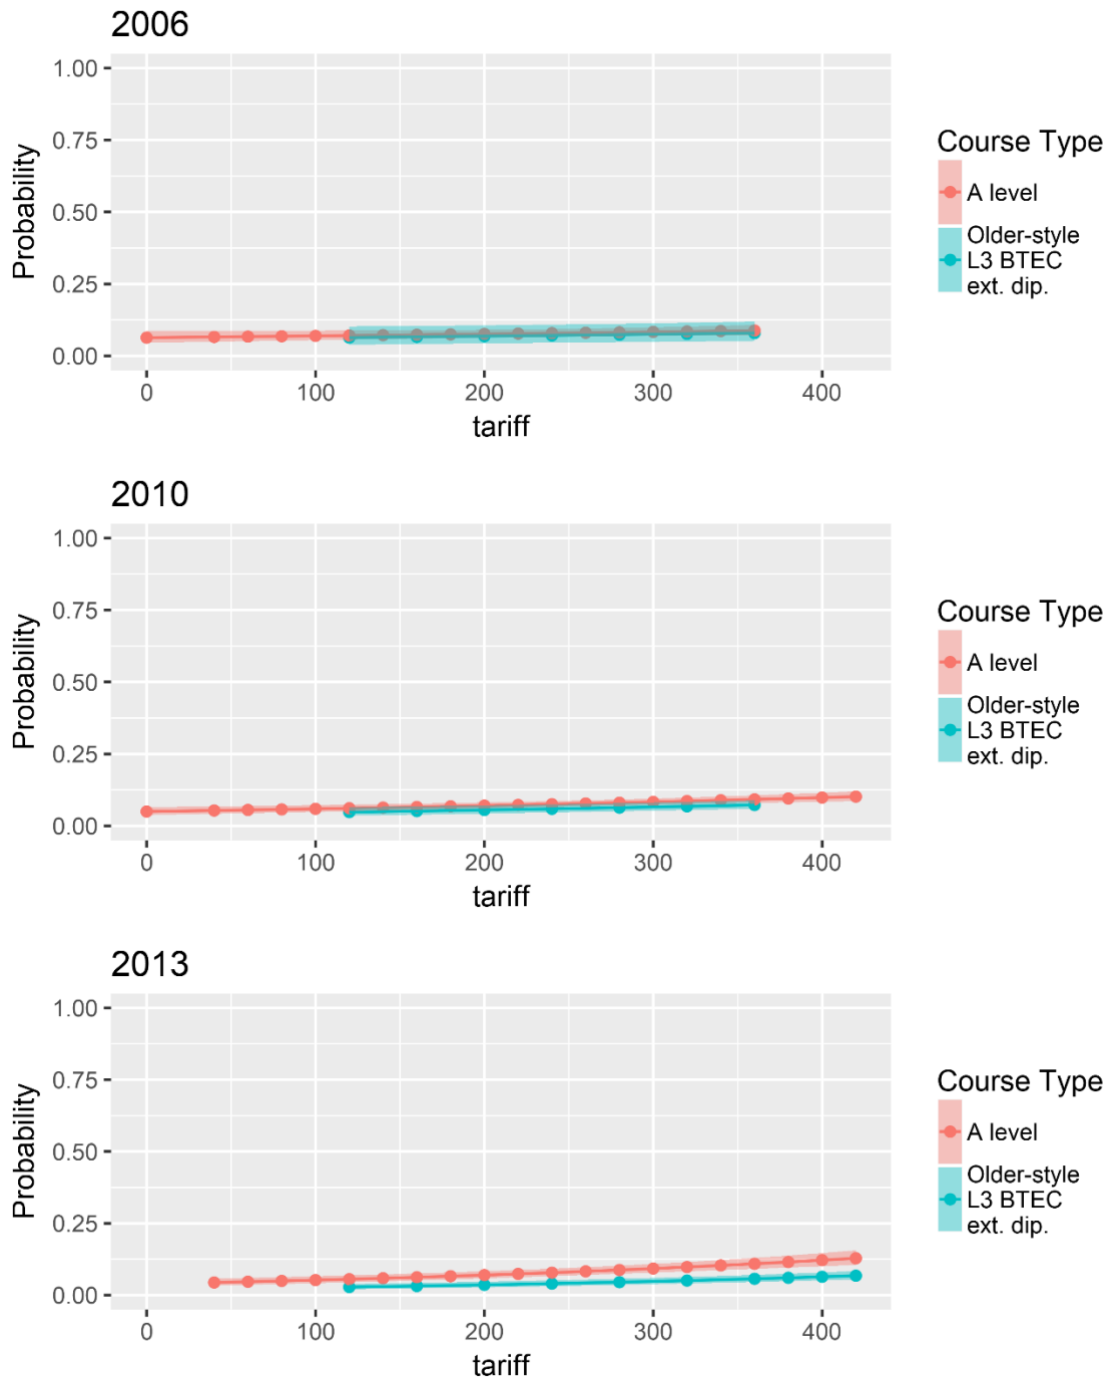 2006
Probability
1.00
0.75
0.50
0.25
0.00
0 100 200 300 400
tariff
Course Type
A level
Older-style
L3 BTEC
ext. dip.
2010
Probability
1.00
0.75
0.50
0.25
0.00
0 100 200 300 400
tariff
Course Type
A level
Older-style
L3 BTEC
ext. dip.
2013
Probability
1.00
0.75
0.50
0.25
0.00
0 100 200 300 400
tariff
Course Type
A level
Older-style
L3 BTEC
ext. dip.